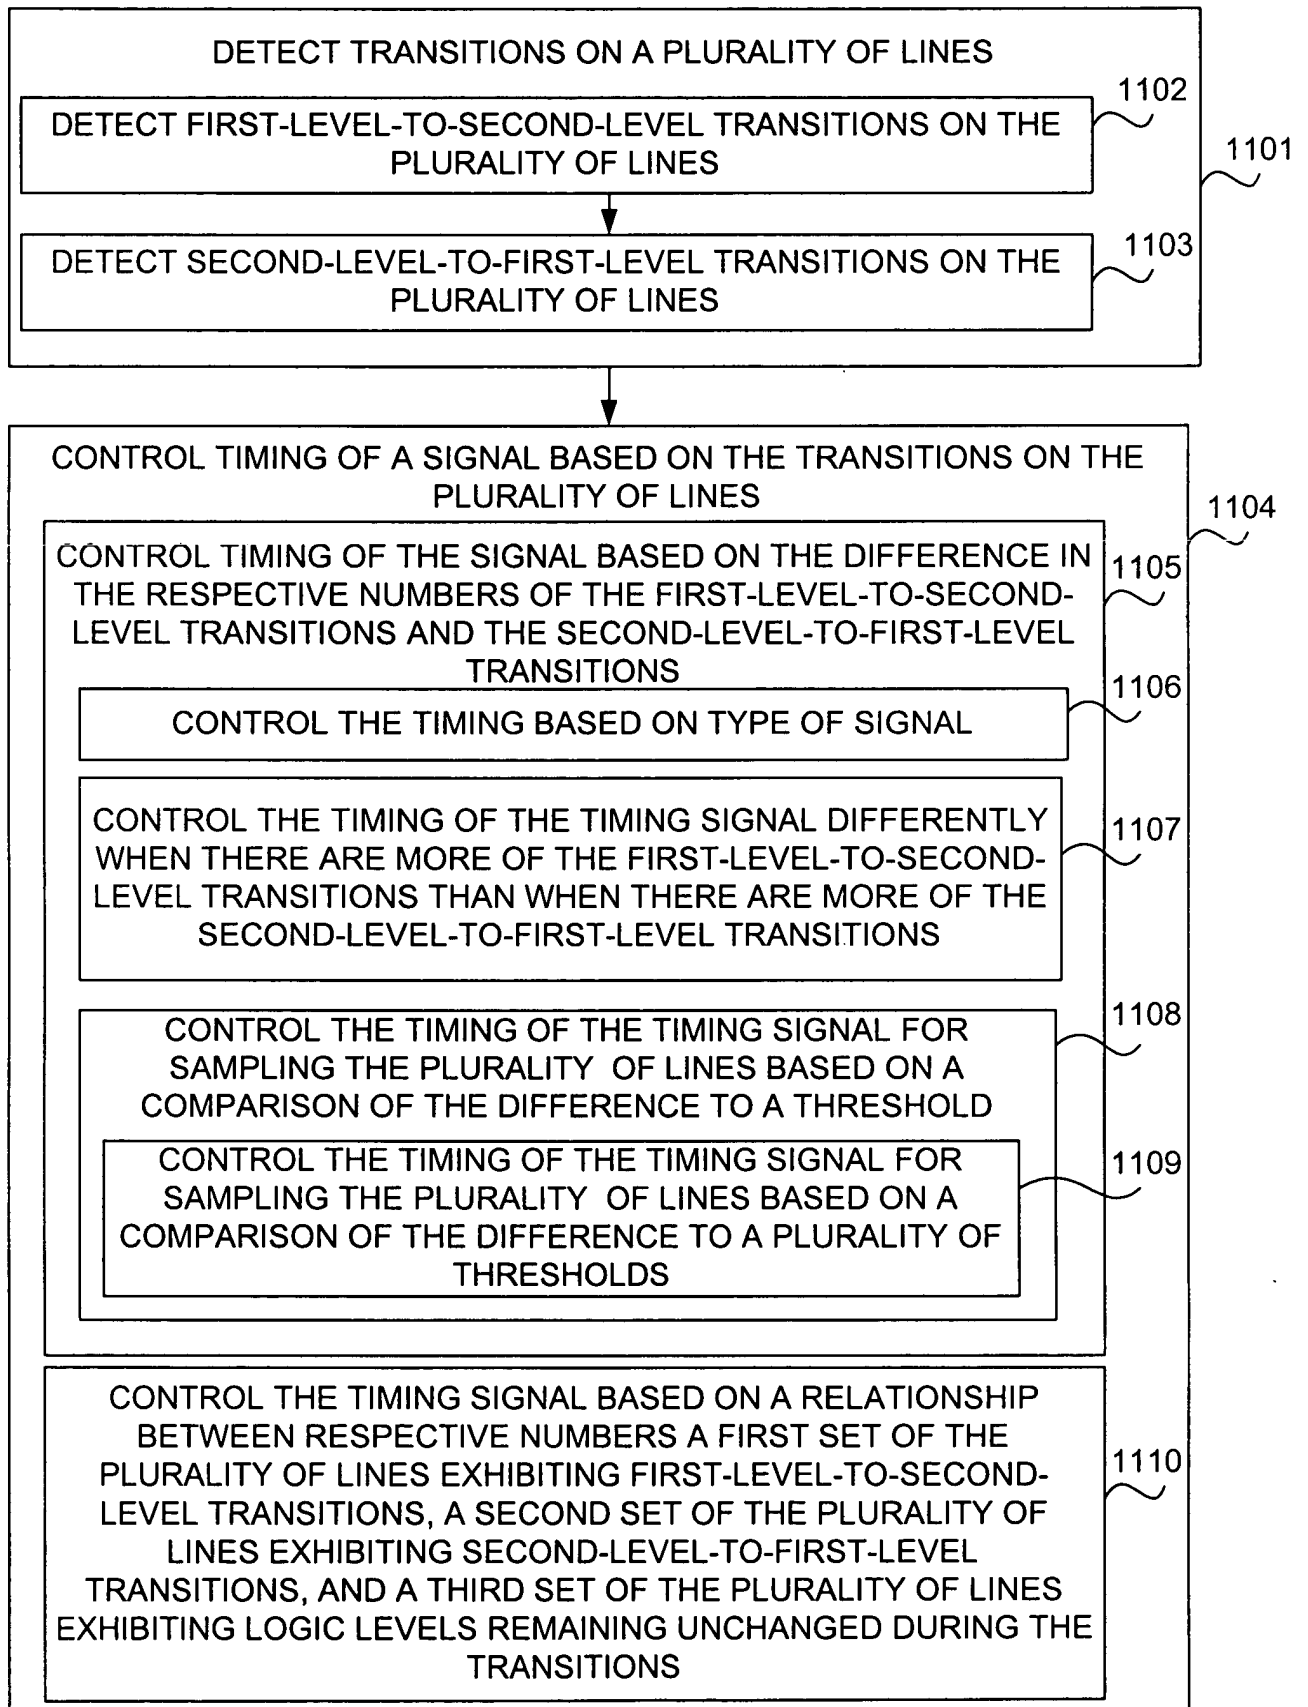 DETECT TRANSITIONS ON A PLURALITY OF LINES
1102
DETECT FIRST-LEVEL-TO-SECOND-LEVEL TRANSITIONS ON THE
PLURALITY OF LINES
1101
1103
DETECT SECOND-LEVEL-TO-FIRST-LEVEL TRANSITIONS ON THE
PLURALITY OF LINES
CONTROL TIMING OF A SIGNAL BASED ON THE TRANSITIONS ON THE
PLURALITY OF LINES
1104
CONTROL TIMING OF THE SIGNAL BASED ON THE DIFFERENCE IN
THE RESPECTIVE NUMBERS OF THE FIRST-LEVEL-TO-SECOND-
LEVEL TRANSITIONS AND THE SECOND-LEVEL-TO-FIRST-LEVEL
TRANSITIONS
1105
1106
CONTROL THE TIMING BASED ON TYPE OF SIGNAL
CONTROL THE TIMING OF THE TIMING SIGNAL DIFFERENTLY
WHEN THERE ARE MORE OF THE FIRST-LEVEL-TO-SECOND-
LEVEL TRANSITIONS THAN WHEN THERE ARE MORE OF THE
SECOND-LEVEL-TO-FIRST-LEVEL TRANSITIONS
1107
CONTROL THE TIMING OF THE TIMING SIGNAL FOR
SAMPLING THE PLURALITY OF LINES BASED ON A
COMPARISON OF THE DIFFERENCE TO A THRESHOLD
1108
CONTROL THE TIMING OF THE TIMING SIGNAL FOR
SAMPLING THE PLURALITY OF LINES BASED ON A
COMPARISON OF THE DIFFERENCE TO A PLURALITY OF
THRESHOLDS
1109
CONTROL THE TIMING SIGNAL BASED ON A RELATIONSHIP
BETWEEN RESPECTIVE NUMBERS A FIRST SET OF THE
PLURALITY OF LINES EXHIBITING FIRST-LEVEL-TO-SECOND-
LEVEL TRANSITIONS, A SECOND SET OF THE PLURALITY OF
LINES EXHIBITING SECOND-LEVEL-TO-FIRST-LEVEL
TRANSITIONS, AND A THIRD SET OF THE PLURALITY OF LINES
EXHIBITING LOGIC LEVELS REMAINING UNCHANGED DURING THE
TRANSITIONS
1110